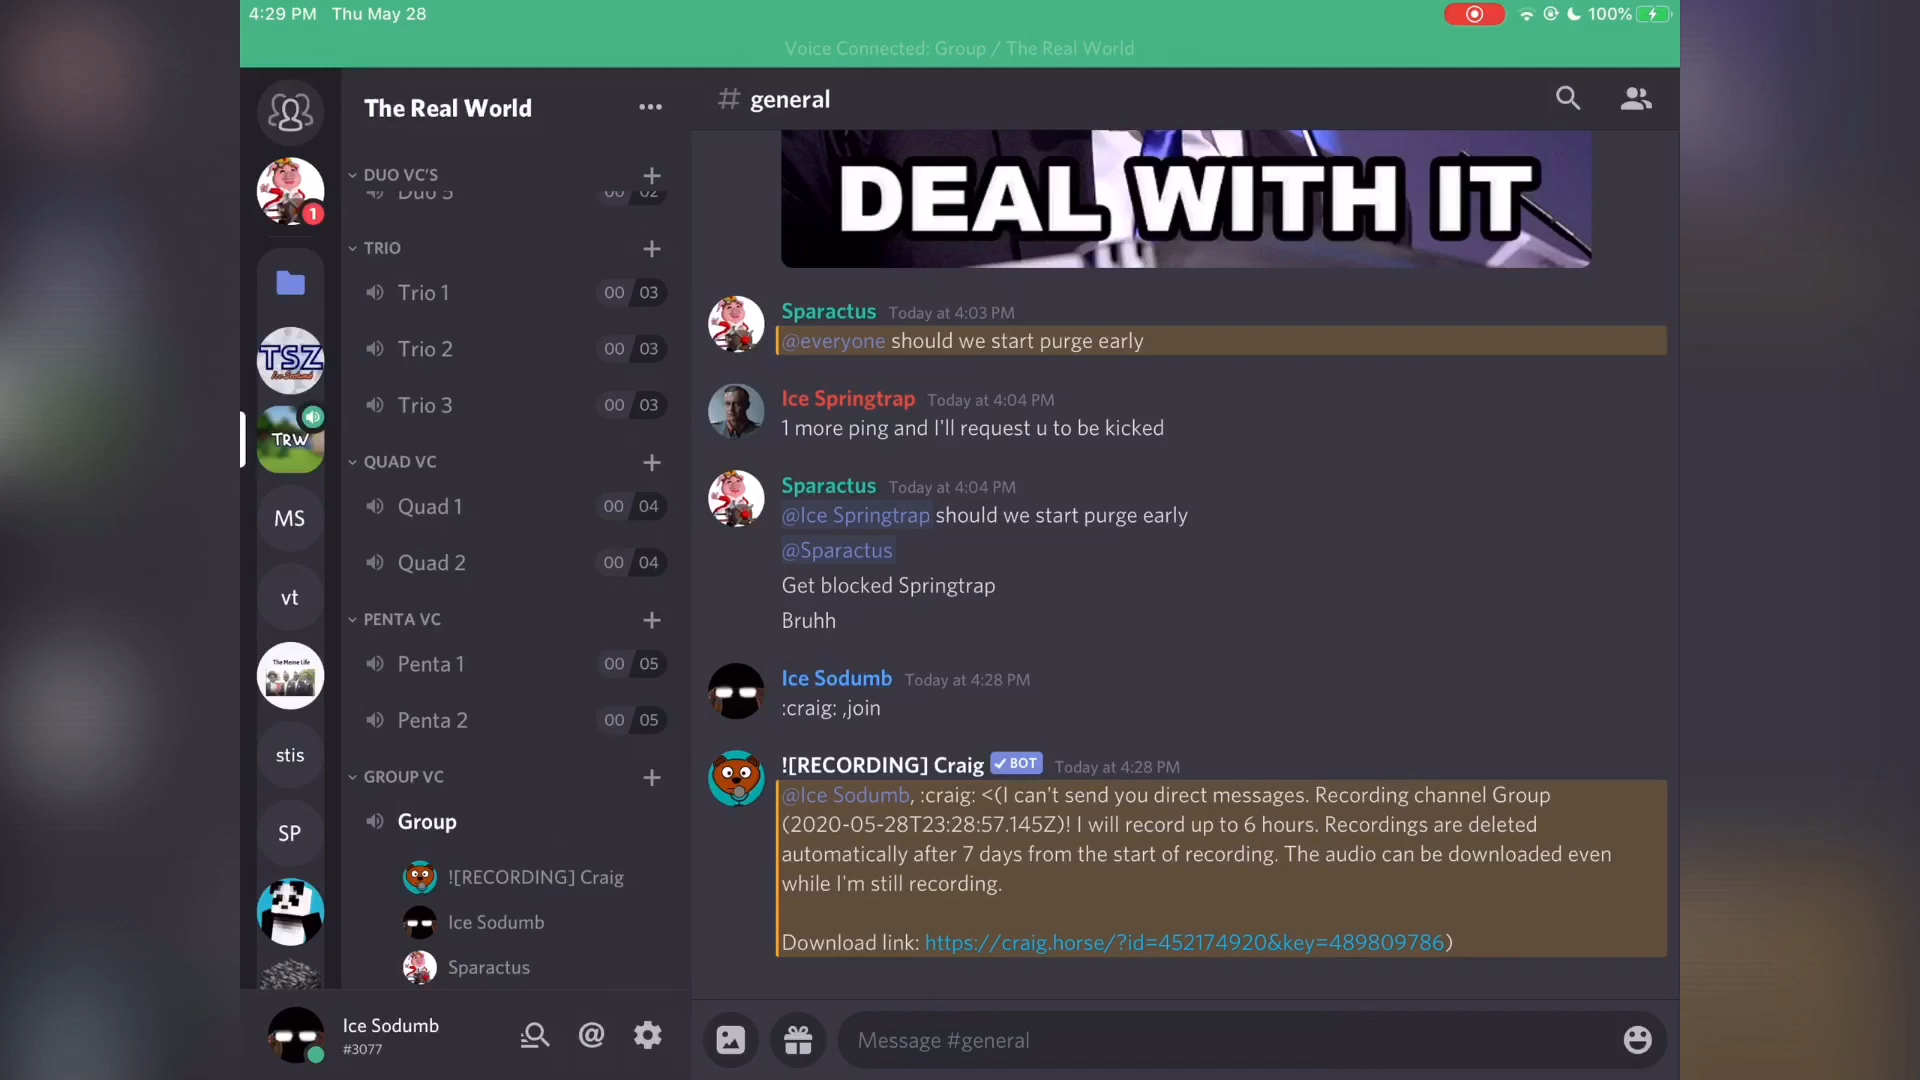 4:29 PM Thu May 28
100%
Voice Connected: Group / The Real World
The Real World
DUO VC'S
Duo 5 00 02
TRIO
Trio 1 00 03
Trio 2 00 03
Trio 3 00 03
QUAD VC
Quad 1 00 04
Quad 2 00 04
PENTA VC
Penta 1 00 05
Penta 2 00 05
GROUP VC
Group
![RECORDING] Craig
Ice Sodumb
Sparactus
1
TSZ
Ice Sodumb
TRW
MS
vt
The Meme Life
stis
SP
Ice Sodumb
#3077
# general
DEAL WITH IT
Sparactus Today at 4:03 PM
@everyone should we start purge early
Ice Springtrap Today at 4:04 PM
1 more ping and I'll request u to be kicked
Sparactus Today at 4:04 PM
@Ice Springtrap should we start purge early
@Sparactus
Get blocked Springtrap
Bruhh
Ice Sodumb Today at 4:28 PM
:craig: ,join
![RECORDING] Craig ✓ BOT Today at 4:28 PM
@Ice Sodumb, :craig: <(I can't send you direct messages. Recording channel Group
(2020-05-28T23:28:57.145Z)! I will record up to 6 hours. Recordings are deleted
automatically after 7 days from the start of recording. The audio can be downloaded even
while I'm still recording.
Download link: https://craig.horse/?id=452174920&key=489809786)
Message #general